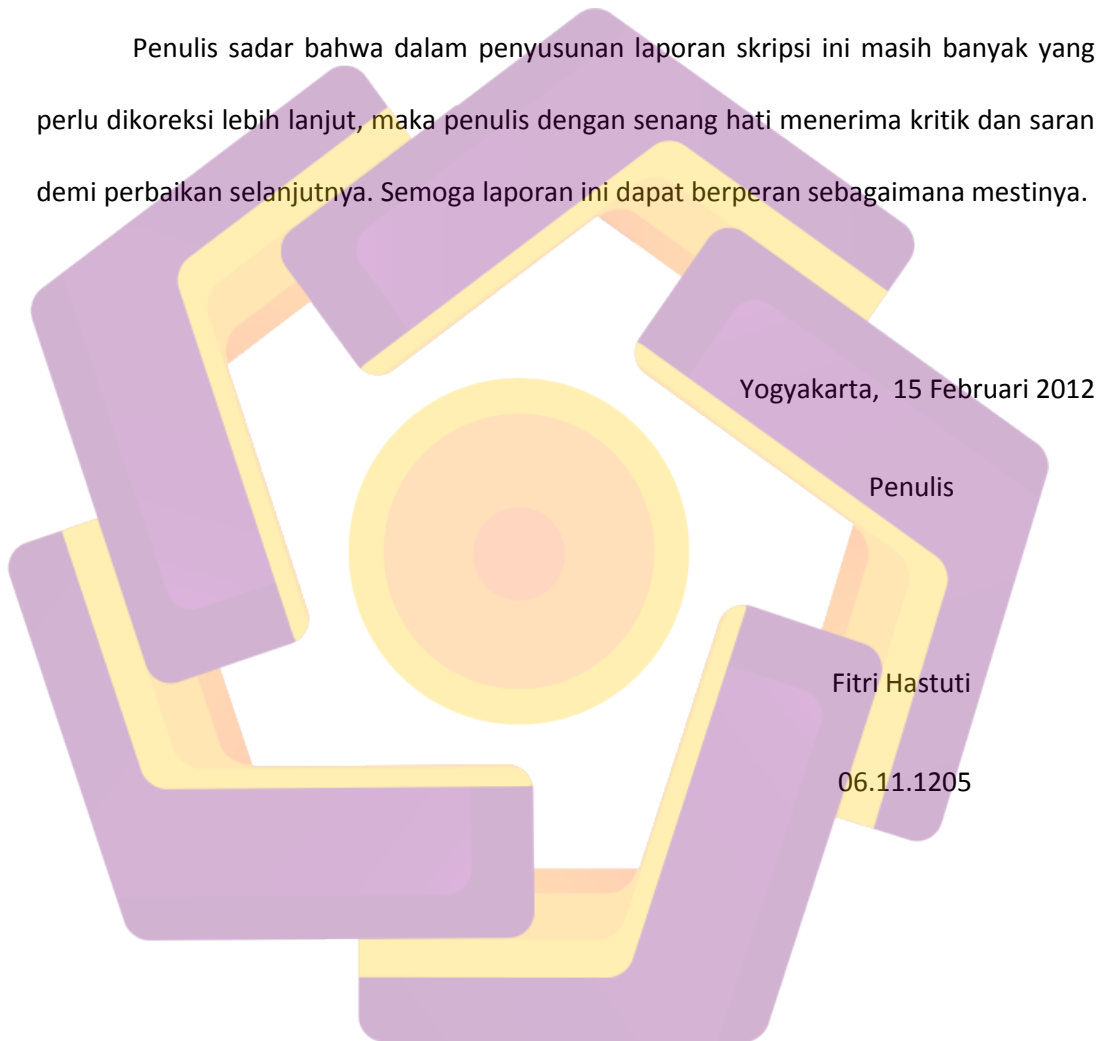 Penulis sadar bahwa dalam penyusunan laporan skripsi ini masih banyak yang
perlu dikoreksi lebih lanjut, maka penulis dengan senang hati menerima kritik dan saran
demi perbaikan selanjutnya. Semoga laporan ini dapat berperan sebagaimana mestinya.
Yogyakarta, 15 Februari 2012
Penulis
Fitri Hastuti
06.11.1205